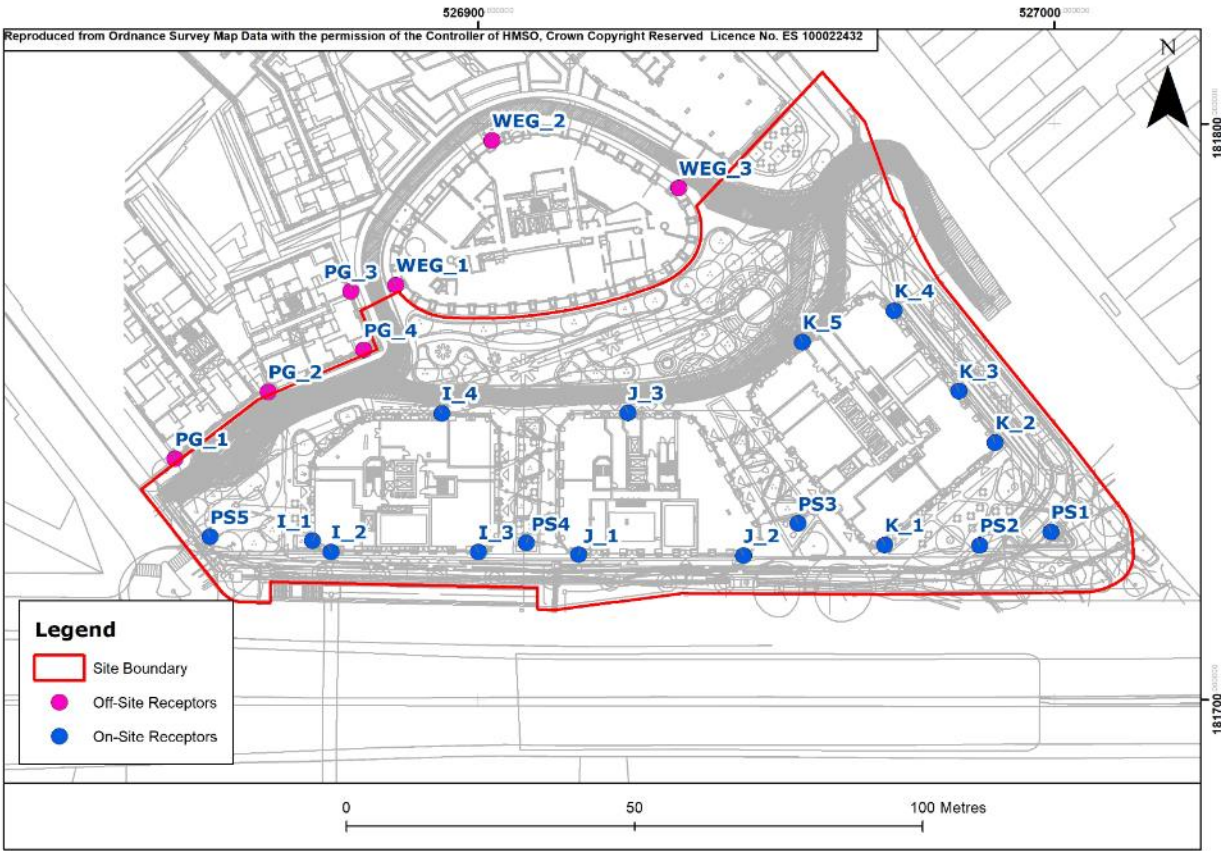 526900
527000
Reproduced from Ordnance Survey Map Data with the permission of the Controller of HMSO, Crown Copyright Reserved Licence No. ES 100022432
N
WEG_2
181800
WEG_3
PG_3
WEG_1
K_4
PG_4
K_5
PG_2
K_3
I_4
J_3
K_2
PG_1
PS5
I_1
I_2
I_3
PS4
J_1
J_2
PS3
K_1
PS2
PS1
Legend
Site Boundary
Off-Site Receptors
On-Site Receptors
181700
0
50
100 Metres